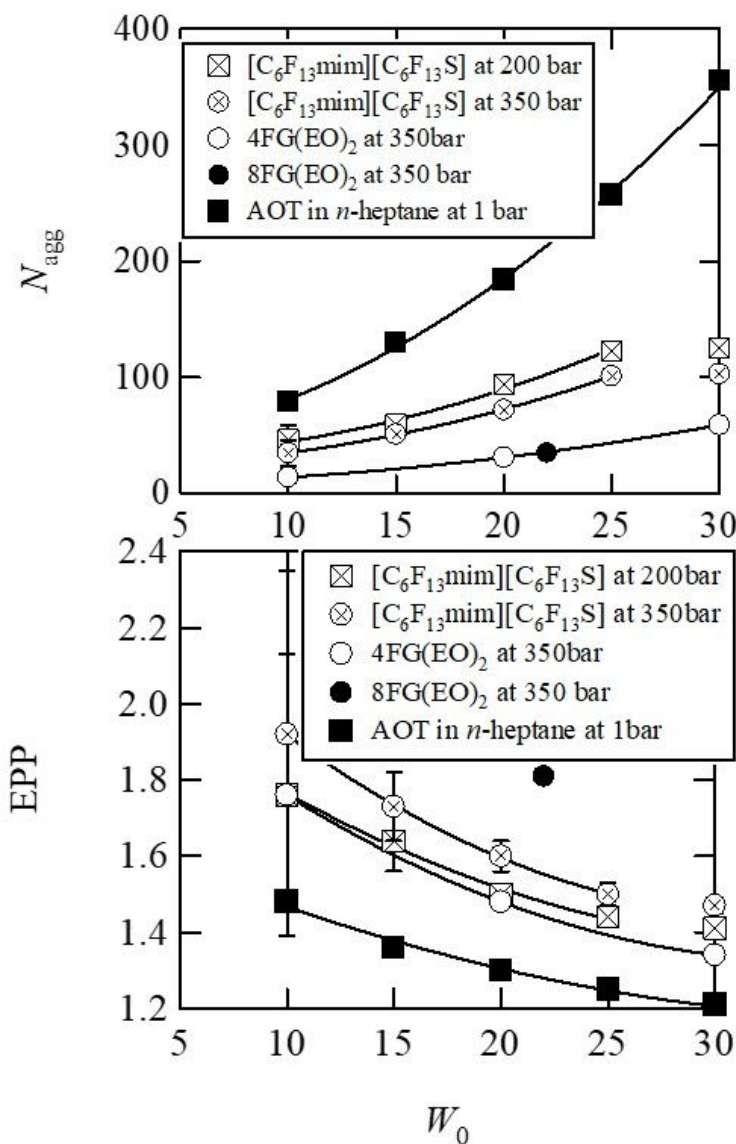 400
[C₆F₁₃mim][C₆F₁₃S] at 200 bar
[C₆F₁₃mim][C₆F₁₃S] at 350 bar
300
4FG(EO)₂ at 350bar
8FG(EO)₂ at 350 bar
AOT in n-heptane at 1 bar
N_agg
200
100
0
5 10 15 20 25 30
2.4
[C₆F₁₃mim][C₆F₁₃S] at 200bar
[C₆F₁₃mim][C₆F₁₃S] at 350bar
2.2
4FG(EO)₂ at 350bar
8FG(EO)₂ at 350 bar
2.0
AOT in n-heptane at 1bar
EPP
1.8
1.6
1.4
1.2
5 10 15 20 25 30
W₀